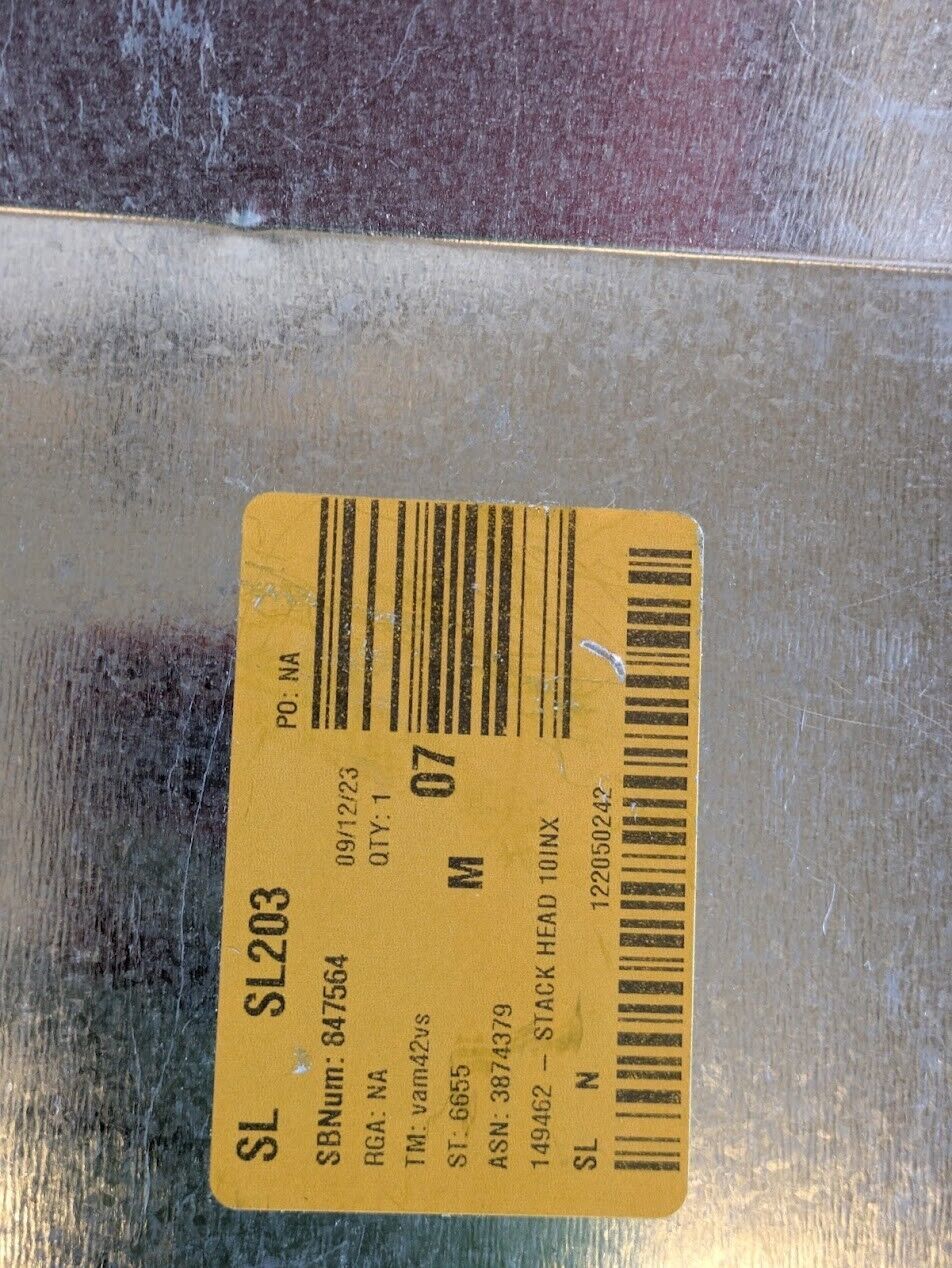 SL SL203
PO: NA
SBNum: 847564 09/12/23
RGA: NA QTY: 1
TM: vam42vs 07
ST: 6655 M
ASN: 3874379
149462 - STACK HEAD 10INX
SL N 122050242